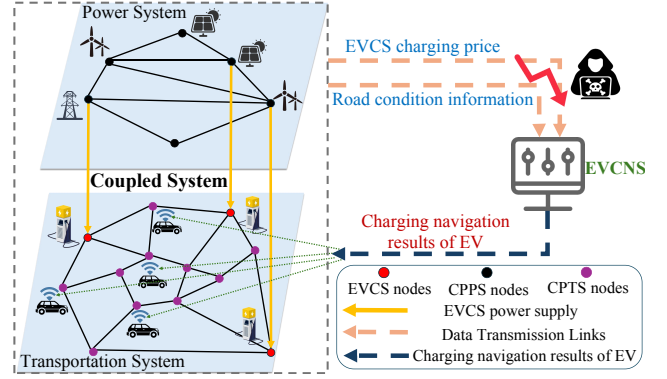 Power System
EVCS charging price
Road condition information
EVCNS
Coupled System
Charging navigation
results of EV
EVCS nodes
CPPS nodes
CPTS nodes
EVCS power supply
Data Transmission Links
Charging navigation results of EV
Transportation System